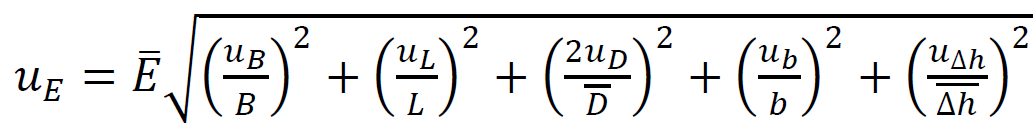 $u_E = \bar{E}\sqrt{\left(\frac{u_B}{B}\right)^2 + \left(\frac{u_L}{L}\right)^2 + \left(\frac{2u_D}{\overline{D}}\right)^2 + \left(\frac{u_b}{b}\right)^2 + \left(\frac{u_{\Delta h}}{\overline{\Delta h}}\right)^2}$